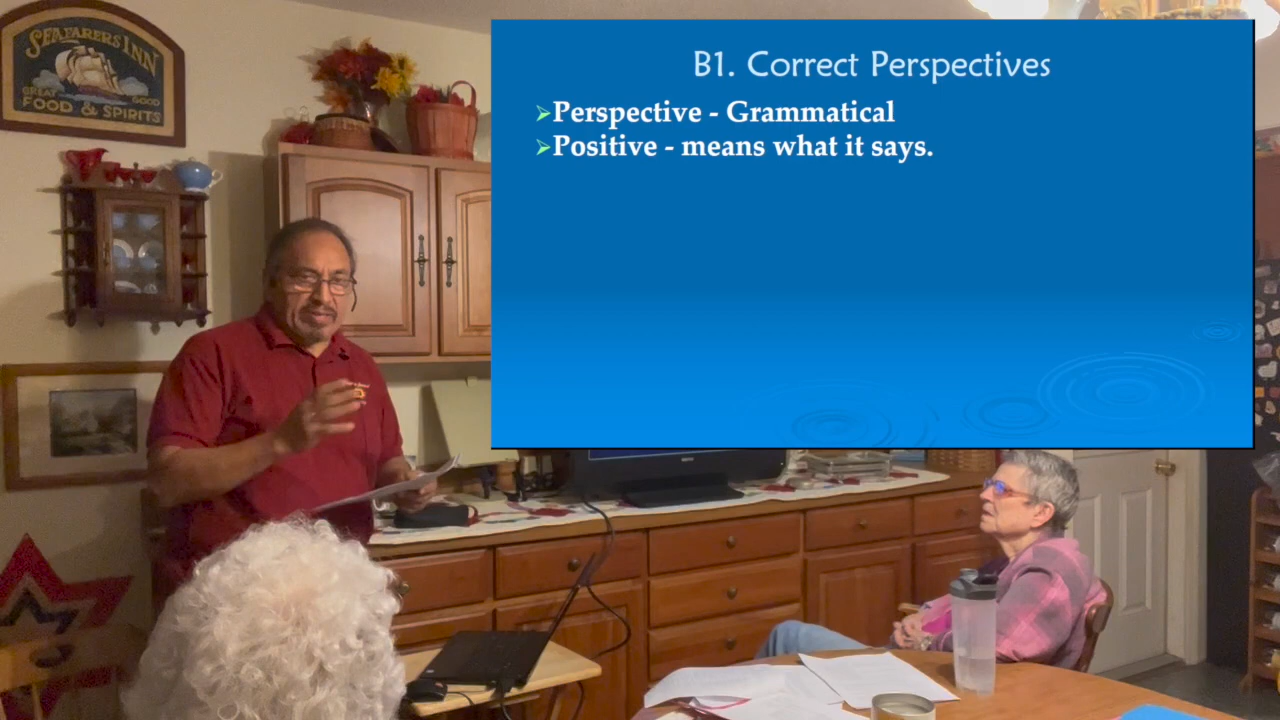 SEAFARERS INN
GREAT GOOD
FOOD & SPIRITS
B1. Correct Perspectives
➢Perspective - Grammatical
➢Positive - means what it says.